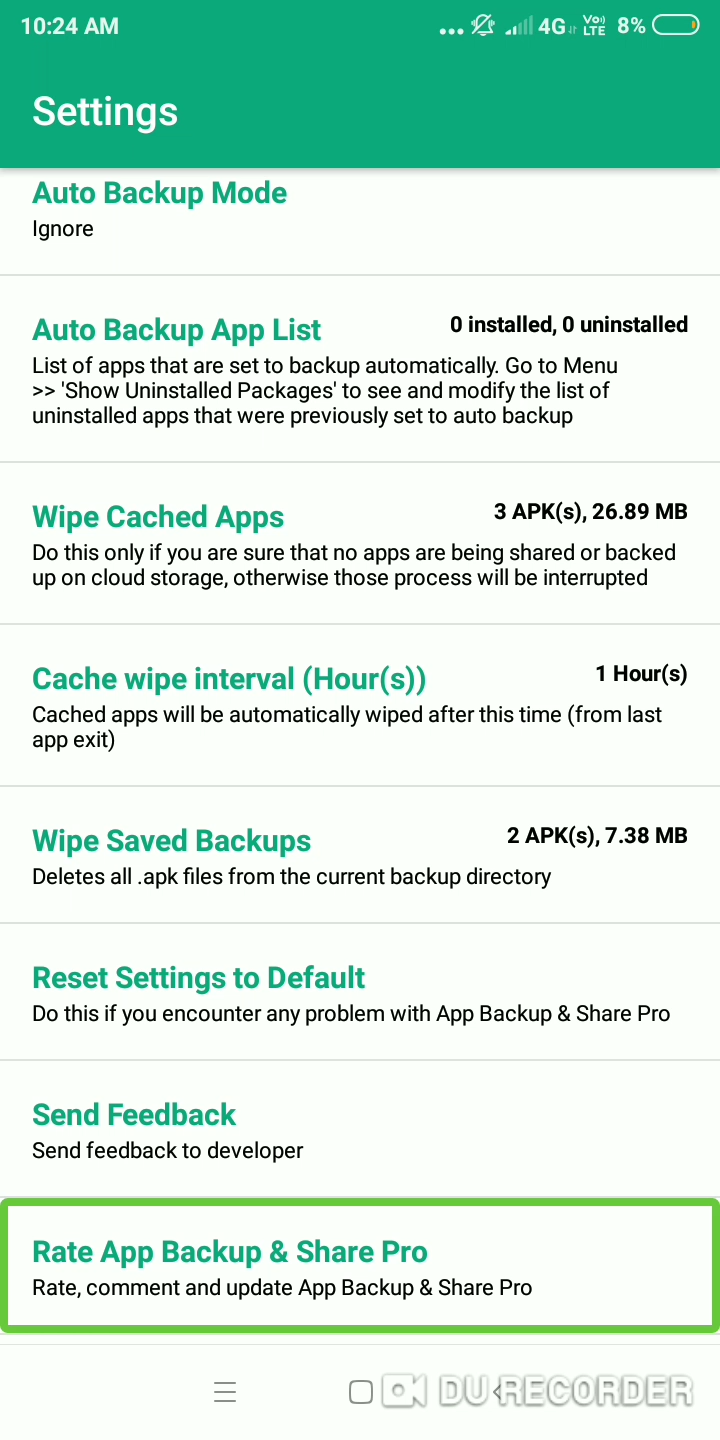 10:24 AM
... 4G Vo)) LTE 8%
Settings
Auto Backup Mode
Ignore
Auto Backup App List 0 installed, 0 uninstalled
List of apps that are set to backup automatically. Go to Menu
>> 'Show Uninstalled Packages' to see and modify the list of
uninstalled apps that were previously set to auto backup
Wipe Cached Apps 3 APK(s), 26.89 MB
Do this only if you are sure that no apps are being shared or backed
up on cloud storage, otherwise those process will be interrupted
Cache wipe interval (Hour(s)) 1 Hour(s)
Cached apps will be automatically wiped after this time (from last
app exit)
Wipe Saved Backups 2 APK(s), 7.38 MB
Deletes all .apk files from the current backup directory
Reset Settings to Default
Do this if you encounter any problem with App Backup & Share Pro
Send Feedback
Send feedback to developer
Rate App Backup & Share Pro
Rate, comment and update App Backup & Share Pro
DU RECORDER